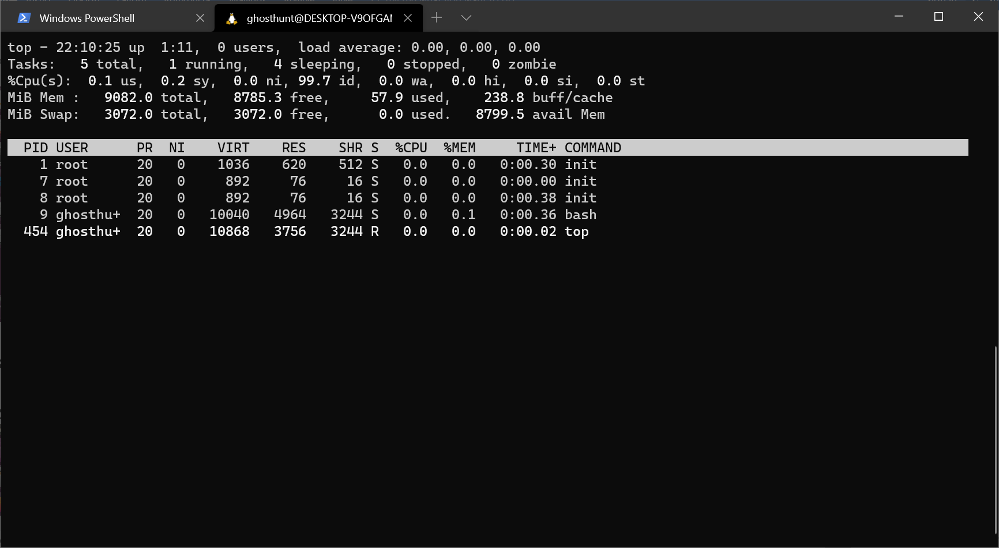 Windows PowerShell
ghosthunt@DESKTOP-V9OFGA
top - 22:10:25 up  1:11,  0 users,  load average: 0.00, 0.00, 0.00
Tasks:   5 total,   1 running,   4 sleeping,   0 stopped,   0 zombie
%Cpu(s):  0.1 us,  0.2 sy,  0.0 ni, 99.7 id,  0.0 wa,  0.0 hi,  0.0 si,  0.0 st
MiB Mem :   9082.0 total,   8785.3 free,     57.9 used,    238.8 buff/cache
MiB Swap:   3072.0 total,   3072.0 free,      0.0 used.   8799.5 avail Mem
  PID USER      PR  NI    VIRT    RES    SHR S  %CPU  %MEM     TIME+ COMMAND
    1 root      20   0    1036    620    512 S   0.0   0.0   0:00.30 init
    7 root      20   0     892     76     16 S   0.0   0.0   0:00.00 init
    8 root      20   0     892     76     16 S   0.0   0.0   0:00.38 init
    9 ghosthu+  20   0   10040   4964   3244 S   0.0   0.1   0:00.36 bash
  454 ghosthu+  20   0   10868   3756   3244 R   0.0   0.0   0:00.02 top